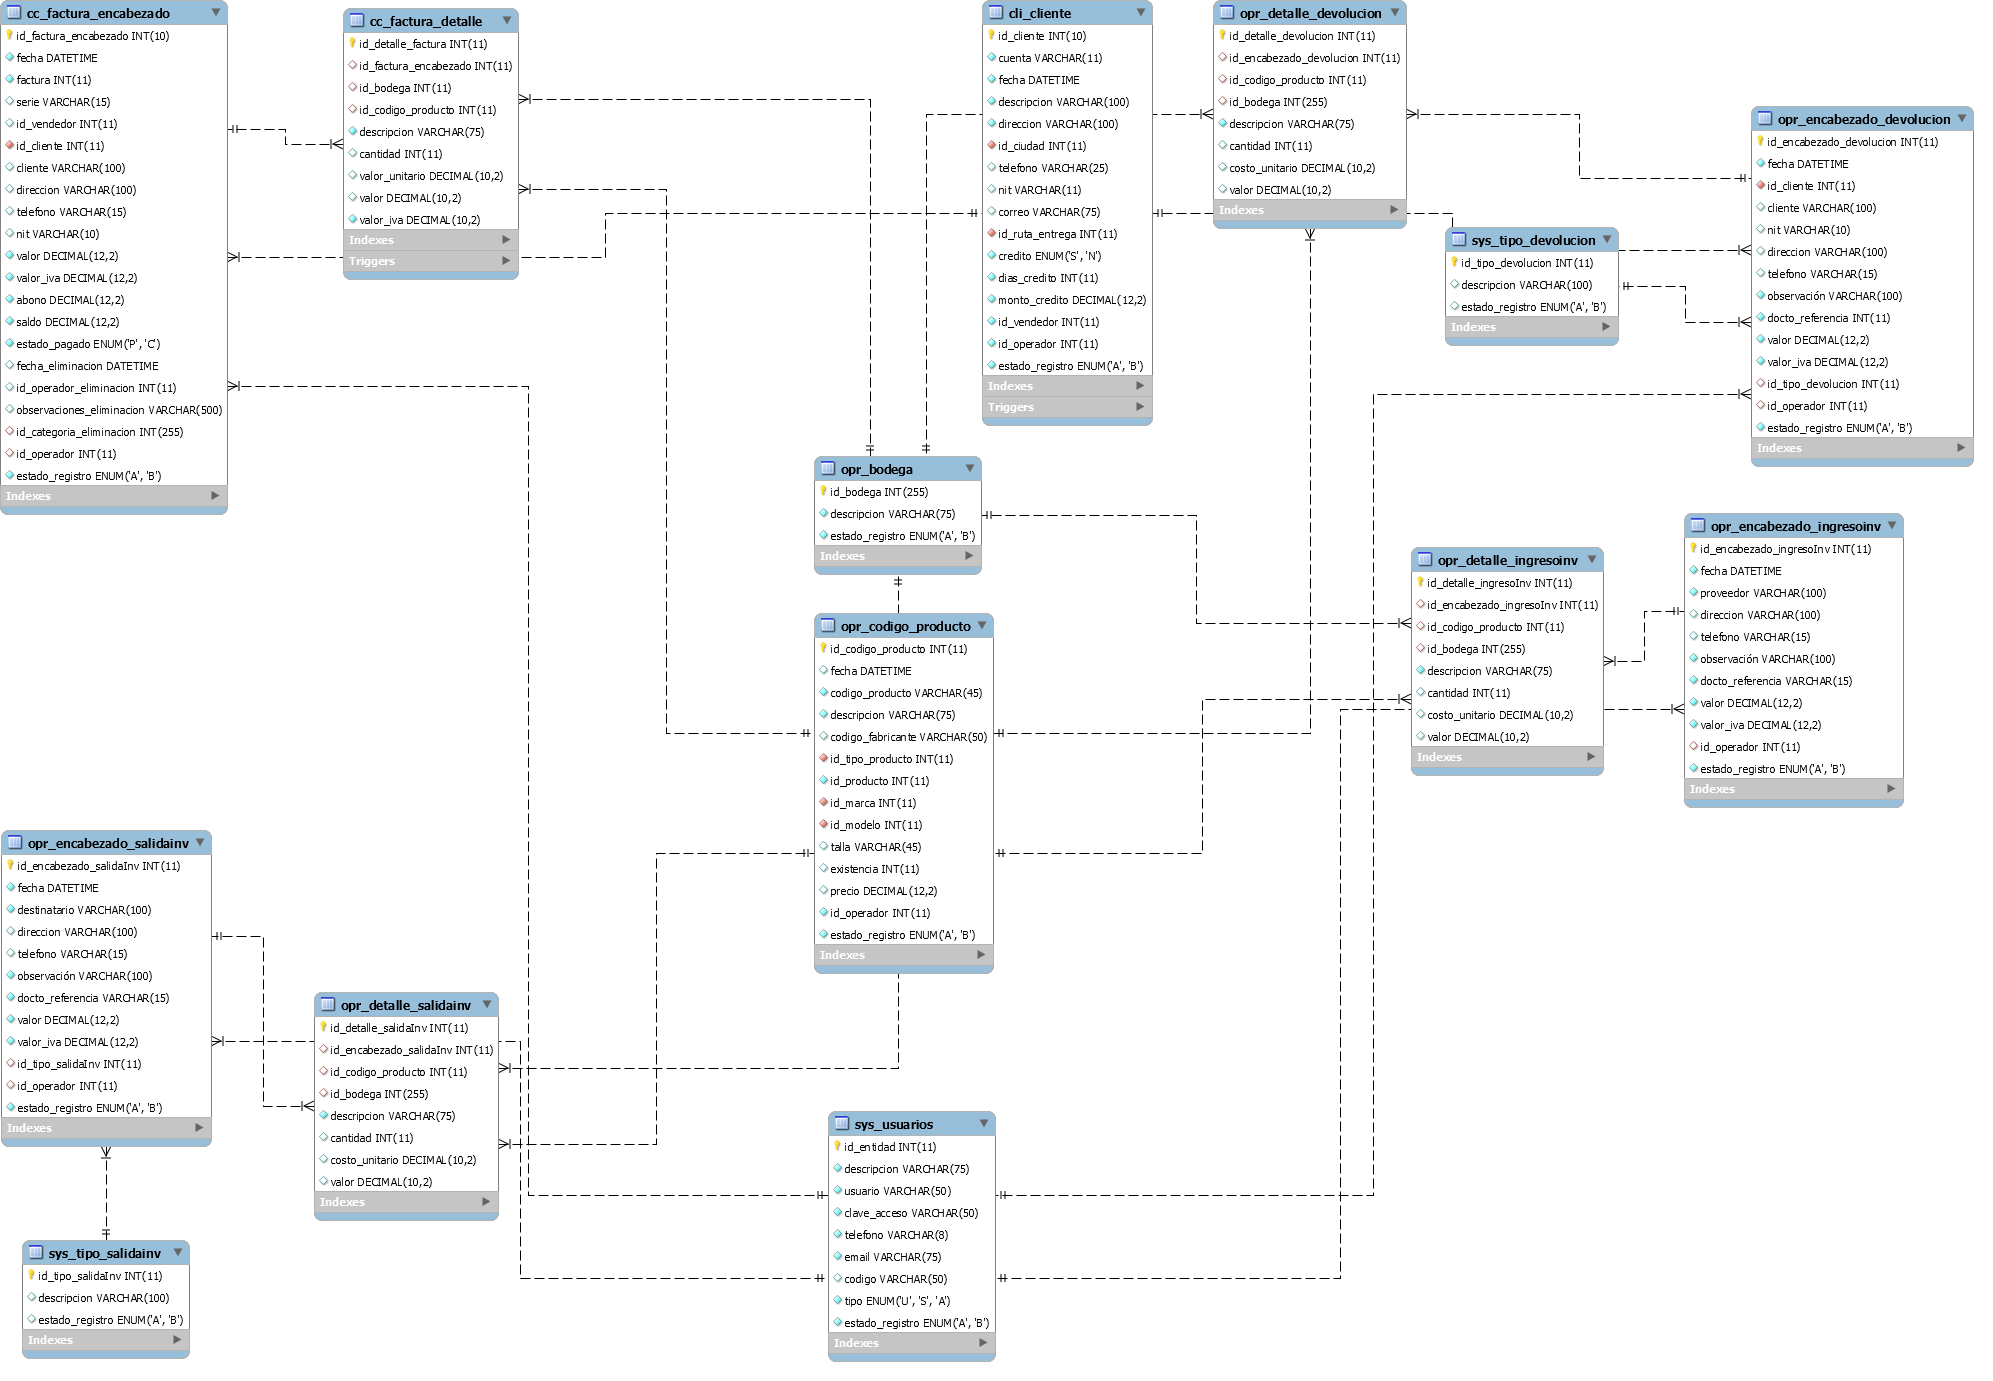 cc_factura_encabezado
id_factura_encabezado INT(10)
fecha DATETIME
factura INT(11)
serie VARCHAR(15)
id_vendedor INT(11)
id_cliente INT(11)
cliente VARCHAR(100)
direccion VARCHAR(100)
telefono VARCHAR(15)
nit VARCHAR(10)
valor DECIMAL(12,2)
valor_iva DECIMAL(12,2)
abono DECIMAL(12,2)
saldo DECIMAL(12,2)
estado_pagado ENUM('P', 'C')
fecha_eliminacion DATETIME
id_operador_eliminacion INT(11)
observaciones_eliminacion VARCHAR(500)
id_categoria_eliminacion INT(255)
id_operador INT(11)
estado_registro ENUM('A', 'B')
Indexes
cc_factura_detalle
id_detalle_factura INT(11)
id_factura_encabezado INT(11)
id_bodega INT(11)
id_codigo_producto INT(11)
descripcion VARCHAR(75)
cantidad INT(11)
valor_unitario DECIMAL(10,2)
valor DECIMAL(10,2)
valor_iva DECIMAL(10,2)
Indexes
Triggers
cli_cliente
id_cliente INT(10)
cuenta VARCHAR(11)
fecha DATETIME
descripcion VARCHAR(100)
direccion VARCHAR(100)
id_ciudad INT(11)
telefono VARCHAR(25)
nit VARCHAR(11)
correo VARCHAR(75)
id_ruta_entrega INT(11)
credito ENUM('S', 'N')
dias_credito INT(11)
monto_credito DECIMAL(12,2)
id_vendedor INT(11)
id_operador INT(11)
estado_registro ENUM('A', 'B')
Indexes
Triggers
opr_detalle_devolucion
id_detalle_devolucion INT(11)
id_encabezado_devolucion INT(11)
id_codigo_producto INT(11)
id_bodega INT(255)
descripcion VARCHAR(75)
cantidad INT(11)
costo_unitario DECIMAL(10,2)
valor DECIMAL(10,2)
Indexes
sys_tipo_devolucion
id_tipo_devolucion INT(11)
descripcion VARCHAR(100)
estado_registro ENUM('A', 'B')
Indexes
opr_encabezado_devolucion
id_encabezado_devolucion INT(11)
fecha DATETIME
id_cliente INT(11)
cliente VARCHAR(100)
nit VARCHAR(10)
direccion VARCHAR(100)
telefono VARCHAR(15)
observación VARCHAR(100)
docto_referencia INT(11)
valor DECIMAL(12,2)
valor_iva DECIMAL(12,2)
id_tipo_devolucion INT(11)
id_operador INT(11)
estado_registro ENUM('A', 'B')
Indexes
opr_bodega
id_bodega INT(255)
descripcion VARCHAR(75)
estado_registro ENUM('A', 'B')
Indexes
opr_codigo_producto
id_codigo_producto INT(11)
fecha DATETIME
codigo_producto VARCHAR(45)
descripcion VARCHAR(75)
codigo_fabricante VARCHAR(50)
id_tipo_producto INT(11)
id_producto INT(11)
id_marca INT(11)
id_modelo INT(11)
talla VARCHAR(45)
existencia INT(11)
precio DECIMAL(12,2)
id_operador INT(11)
estado_registro ENUM('A', 'B')
Indexes
opr_detalle_ingresoinv
id_detalle_ingresoInv INT(11)
id_encabezado_ingresoInv INT(11)
id_codigo_producto INT(11)
id_bodega INT(255)
descripcion VARCHAR(75)
cantidad INT(11)
costo_unitario DECIMAL(10,2)
valor DECIMAL(10,2)
Indexes
opr_encabezado_ingresoinv
id_encabezado_ingresoInv INT(11)
fecha DATETIME
proveedor VARCHAR(100)
direccion VARCHAR(100)
telefono VARCHAR(15)
observación VARCHAR(100)
docto_referencia VARCHAR(15)
valor DECIMAL(12,2)
valor_iva DECIMAL(12,2)
id_operador INT(11)
estado_registro ENUM('A', 'B')
Indexes
opr_encabezado_salidainv
id_encabezado_salidaInv INT(11)
fecha DATETIME
destinatario VARCHAR(100)
direccion VARCHAR(100)
telefono VARCHAR(15)
observación VARCHAR(100)
docto_referencia VARCHAR(15)
valor DECIMAL(12,2)
valor_iva DECIMAL(12,2)
id_tipo_salidaInv INT(11)
id_operador INT(11)
estado_registro ENUM('A', 'B')
Indexes
opr_detalle_salidainv
id_detalle_salidaInv INT(11)
id_encabezado_salidaInv INT(11)
id_codigo_producto INT(11)
id_bodega INT(255)
descripcion VARCHAR(75)
cantidad INT(11)
costo_unitario DECIMAL(10,2)
valor DECIMAL(10,2)
Indexes
sys_usuarios
id_entidad INT(11)
descripcion VARCHAR(75)
usuario VARCHAR(50)
clave_acceso VARCHAR(50)
telefono VARCHAR(8)
email VARCHAR(75)
codigo VARCHAR(50)
tipo ENUM('U', 'S', 'A')
estado_registro ENUM('A', 'B')
Indexes
sys_tipo_salidainv
id_tipo_salidaInv INT(11)
descripcion VARCHAR(100)
estado_registro ENUM('A', 'B')
Indexes